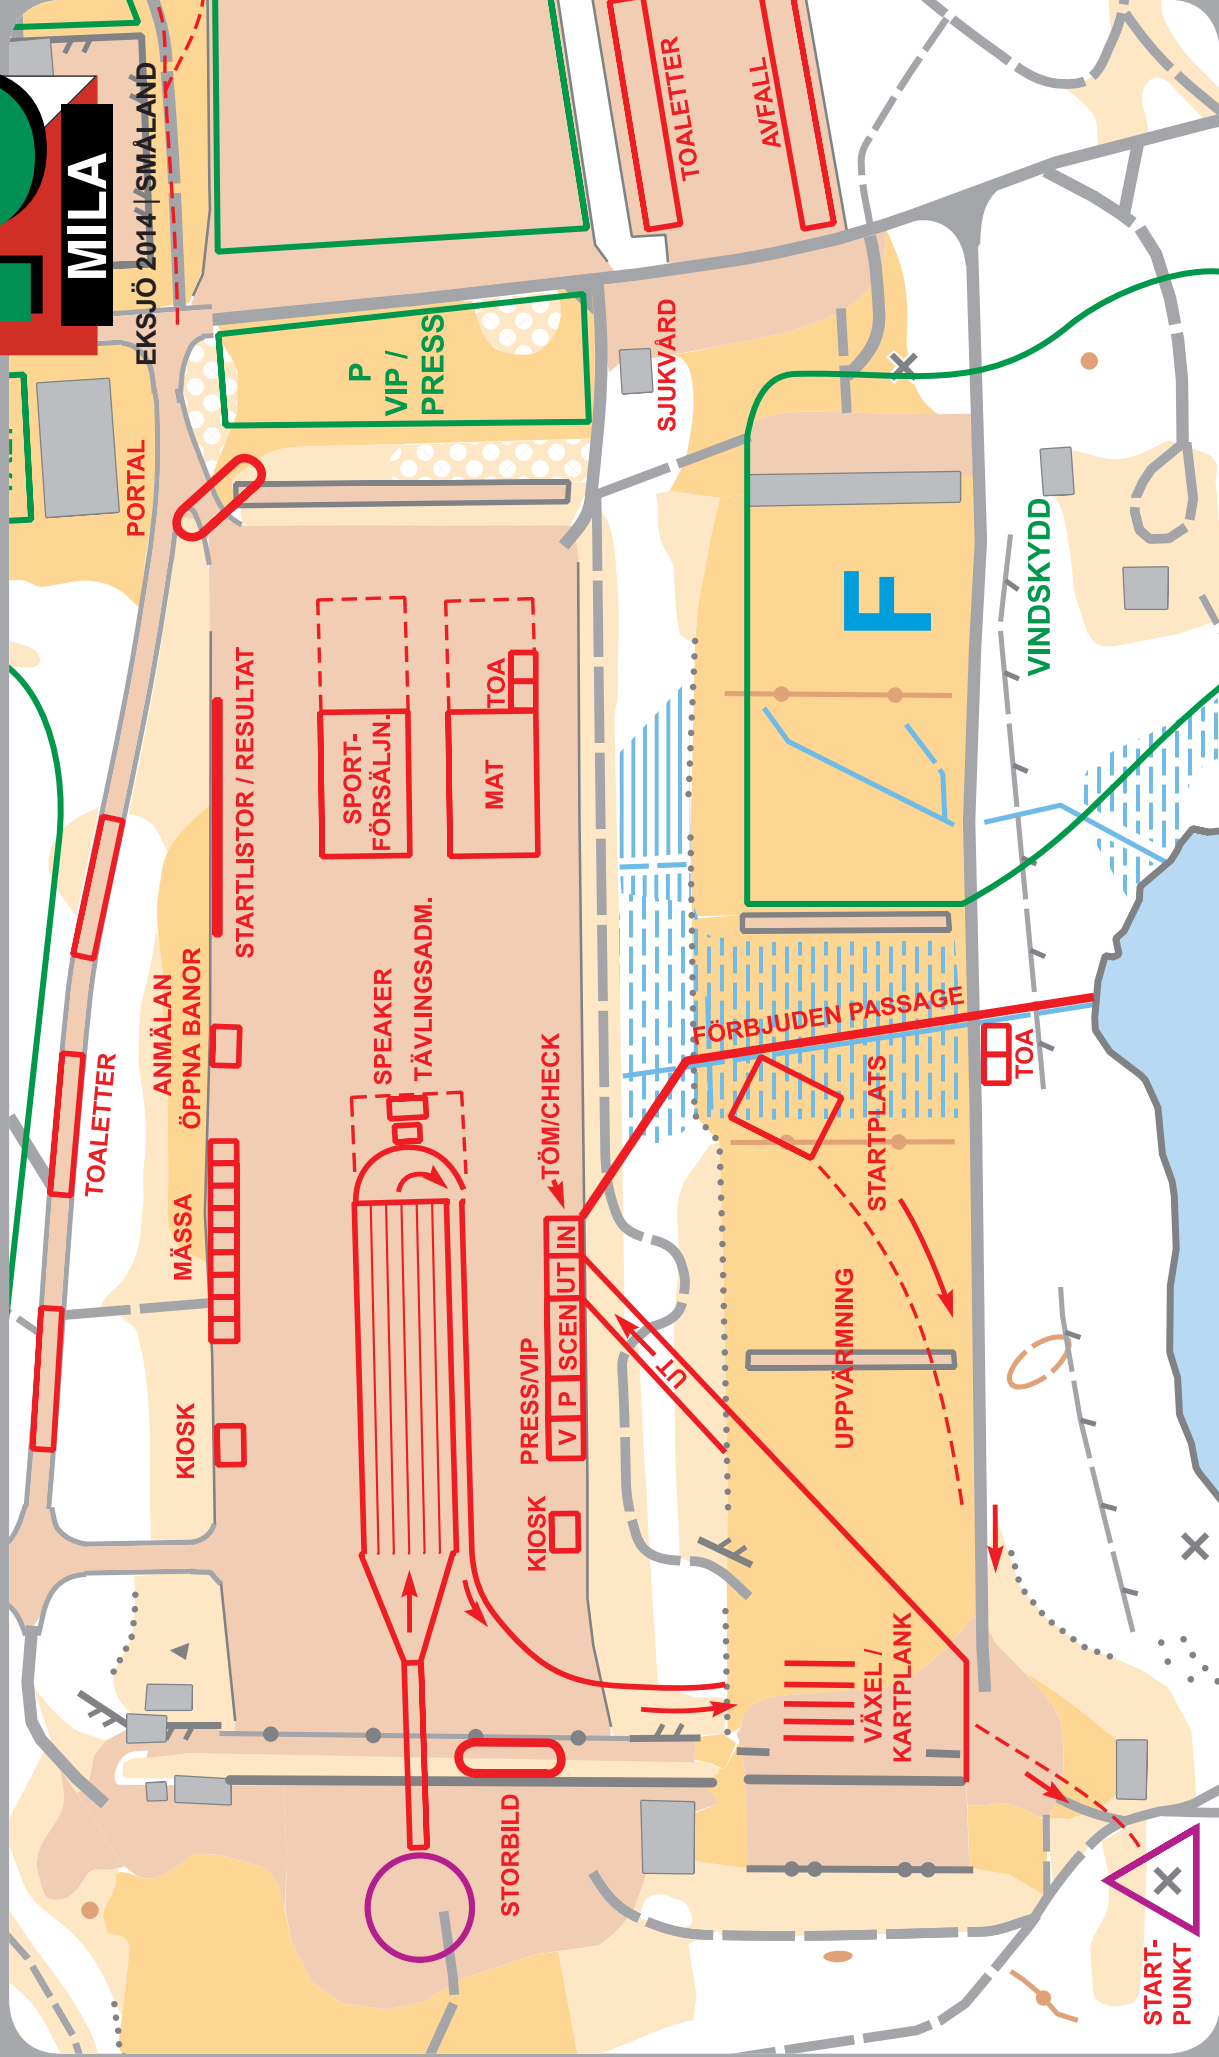 MILA
EKSJÖ 2014 | SMÅLAND
TOALETTER
AVFALL
P
VIP /
PRESS
SJUKVÅRD
PORTAL
STARTLISTOR / RESULTAT
SPORT-
FÖRSÄLJN.
MAT
TOA
F
VINDSKYDD
ANMÄLAN
ÖPPNA BANOR
TOALETTER
MÄSSA
KIOSK
SPEAKER
TÄVLINGSADM.
TÖM/CHECK
PRESS/VIP
V
P
SCEN
UT
IN
KIOSK
UT
FÖRBJUDEN PASSAGE
STARTPLATS
TOA
UPPVÄRMNING
VÄXEL /
KARTPLANK
STORBILD
START-
PUNKT